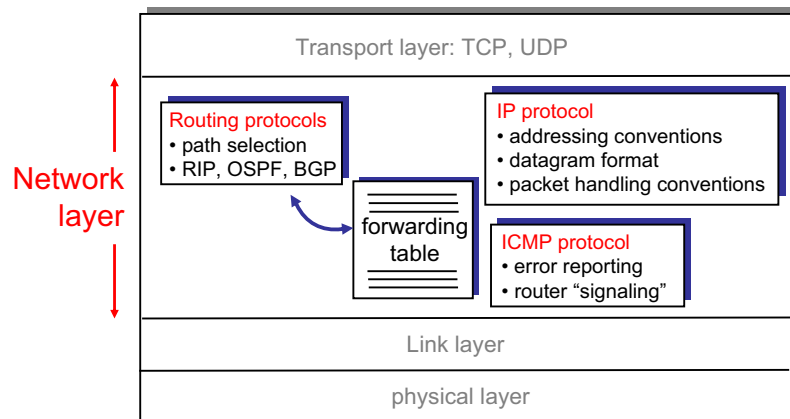 Transport layer: TCP, UDP
Network
layer
Routing protocols
• path selection
• RIP, OSPF, BGP
forwarding
table
IP protocol
• addressing conventions
• datagram format
• packet handling conventions
ICMP protocol
• error reporting
• router “signaling”
Link layer
physical layer